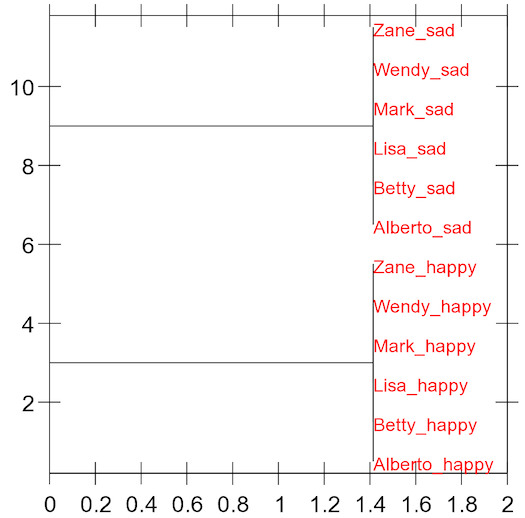 Zane_sad
10
Wendy_sad
Mark_sad
8
Lisa_sad
Betty_sad
6
Alberto_sad
Zane_happy
4
Wendy_happy
Mark_happy
2
Lisa_happy
Betty_happy
Alberto_happy
0 0.2 0.4 0.6 0.8 1 1.2 1.4 1.6 1.8 2